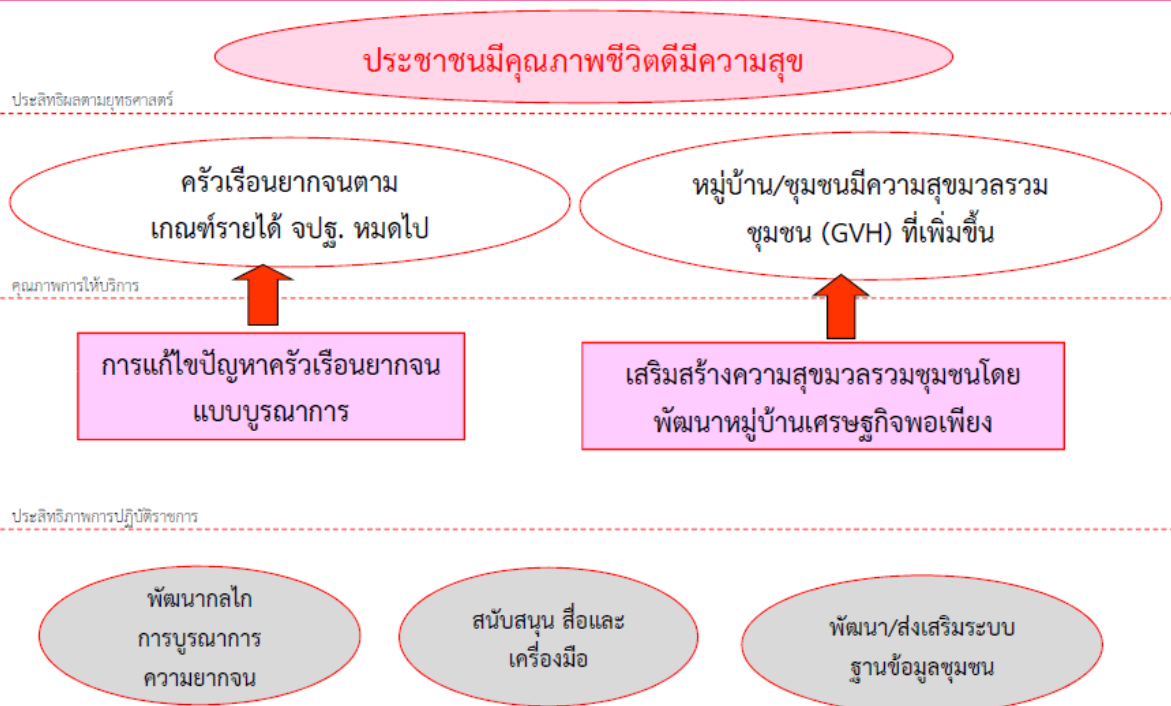 ประชาชนมีคุณภาพชีวิตดีมีความสุข
ประสิทธิผลตามยุทธศาสตร์
ครัวเรือนยากจนตาม
เกณฑ์รายได้ จปฐ. หมดไป
หมู่บ้าน/ชุมชนมีความสุขมวลรวม
ชุมชน (GVH) ที่เพิ่มขึ้น
คุณภาพการให้บริการ
การแก้ไขปัญหาครัวเรือนยากจน
แบบบูรณาการ
เสริมสร้างความสุขมวลรวมชุมชนโดย
พัฒนาหมู่บ้านเศรษฐกิจพอเพียง
ประสิทธิภาพการปฏิบัติราชการ
พัฒนากลไก
การบูรณาการ
ความยากจน
สนับสนุน สื่อและ
เครื่องมือ
พัฒนา/ส่งเสริมระบบ
ฐานข้อมูลชุมชน